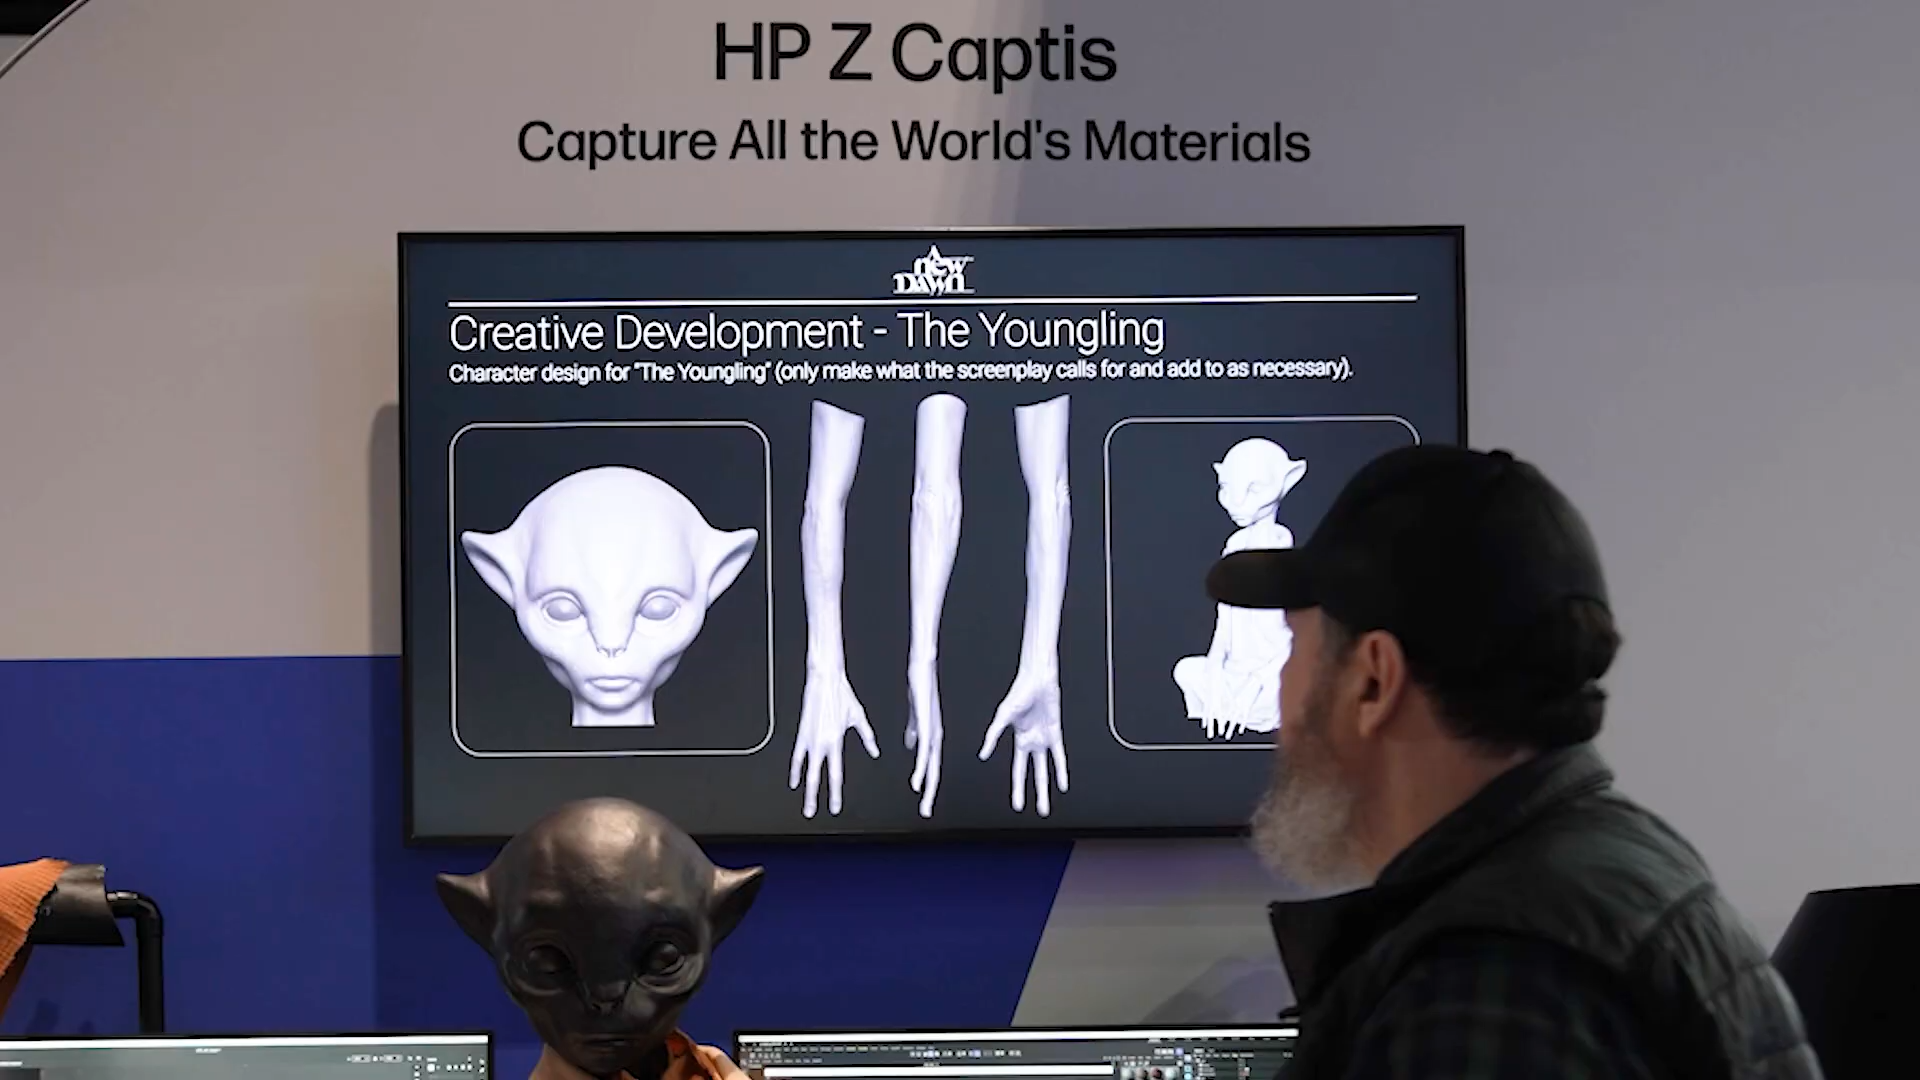 HP Z Captis
Capture All the World's Materials
A
new
DAWN
Creative Development - The Youngling
Character design for "The Youngling" (only make what the screenplay calls for and add to as necessary).